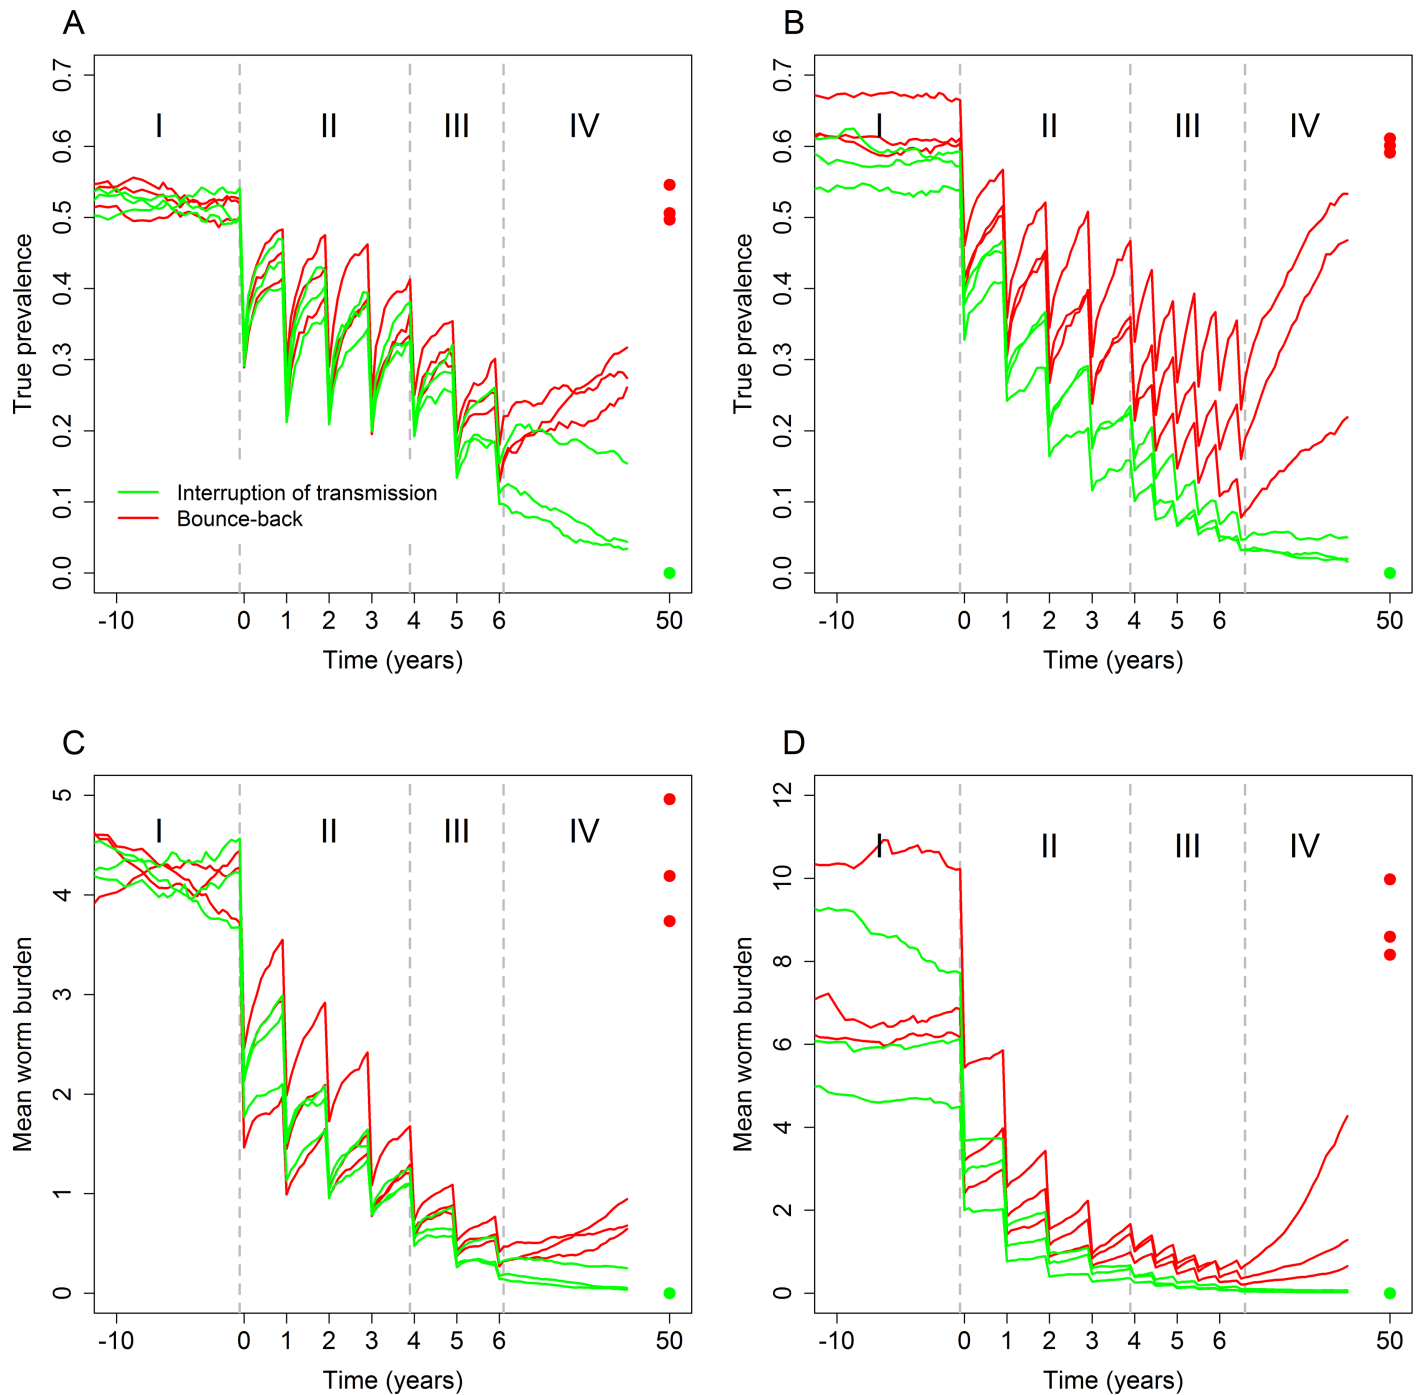 A
True prevalence
0.0 0.1 0.2 0.3 0.4 0.5 0.6 0.7
I II III IV
Interruption of transmission
Bounce-back
-10 0 1 2 3 4 5 6 50
Time (years)
B
True prevalence
0.0 0.1 0.2 0.3 0.4 0.5 0.6 0.7
I II III IV
-10 0 1 2 3 4 5 6 50
Time (years)
C
Mean worm burden
0 1 2 3 4 5
I II III IV
-10 0 1 2 3 4 5 6 50
Time (years)
D
Mean worm burden
0 2 4 6 8 10 12
I II III IV
-10 0 1 2 3 4 5 6 50
Time (years)